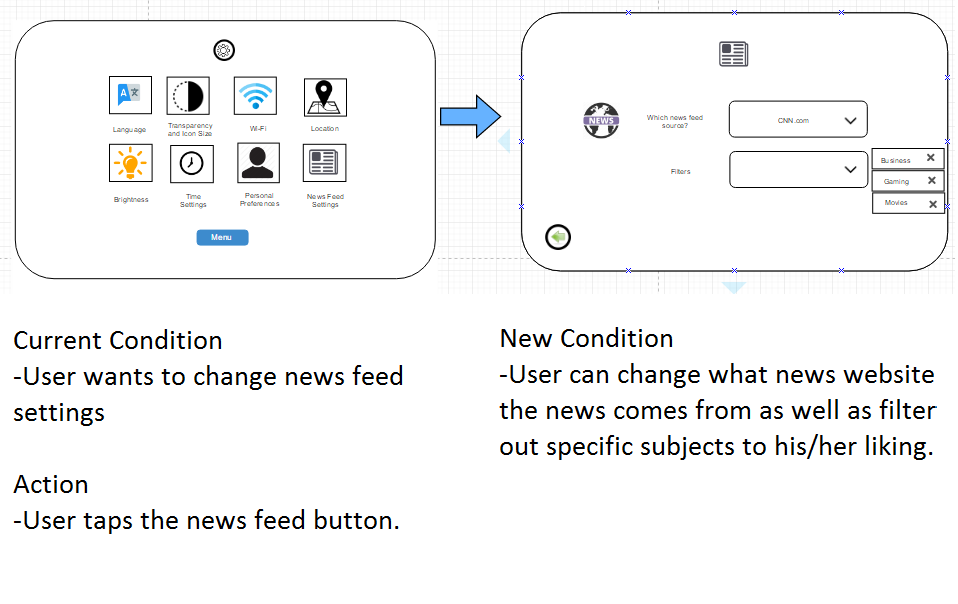 Language
Transparency
and Icon Size
Wi-Fi
Location
Brightness
Time
Settings
Personal
Preferences
News Feed
Settings
Menu
NEWS
Which news feed
source?
CNN.com
Filters
Business
Gaming
Movies
Current Condition
-User wants to change news feed
settings
Action
-User taps the news feed button.
New Condition
-User can change what news website
the news comes from as well as filter
out specific subjects to his/her liking.